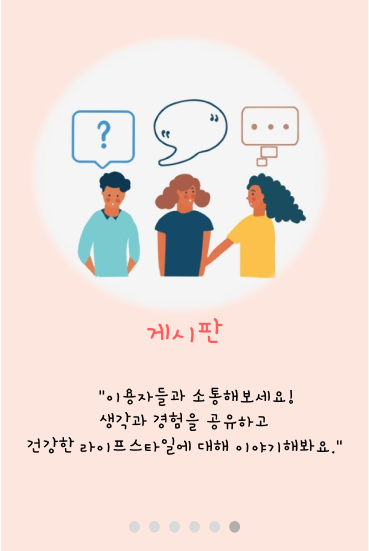 ?
게시판
"이용자들과 소통해보세요!
생각과 경험을 공유하고
건강한 라이프스타일에 대해 이야기해봐요."